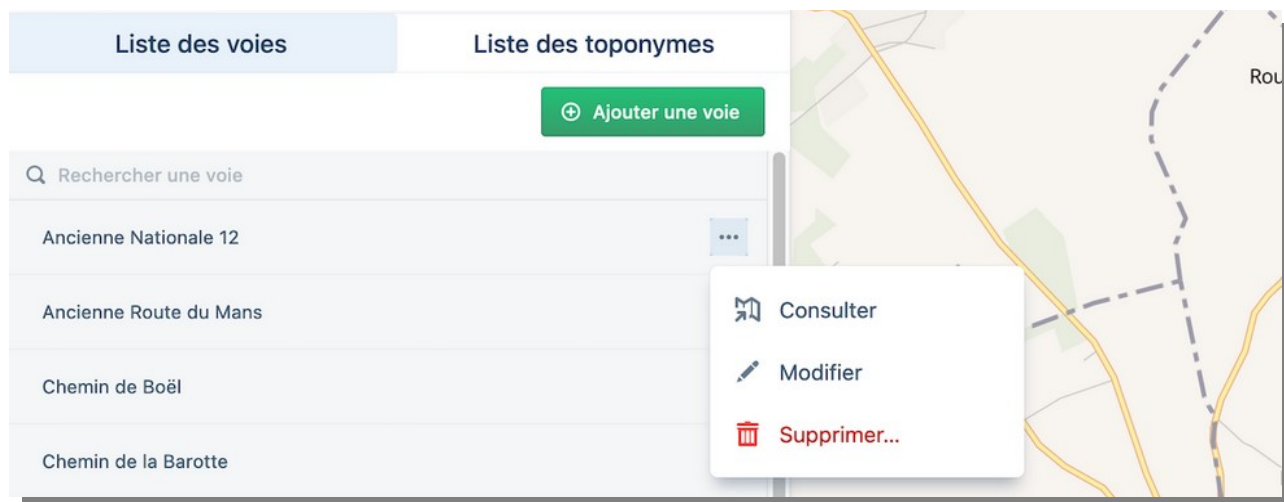 Liste des voies
Liste des toponymes
Ajouter une voie
Rechercher une voie
Ancienne Nationale 12
Ancienne Route du Mans
Chemin de Boël
Chemin de la Barotte
Consulter
Modifier
Supprimer...
Rou